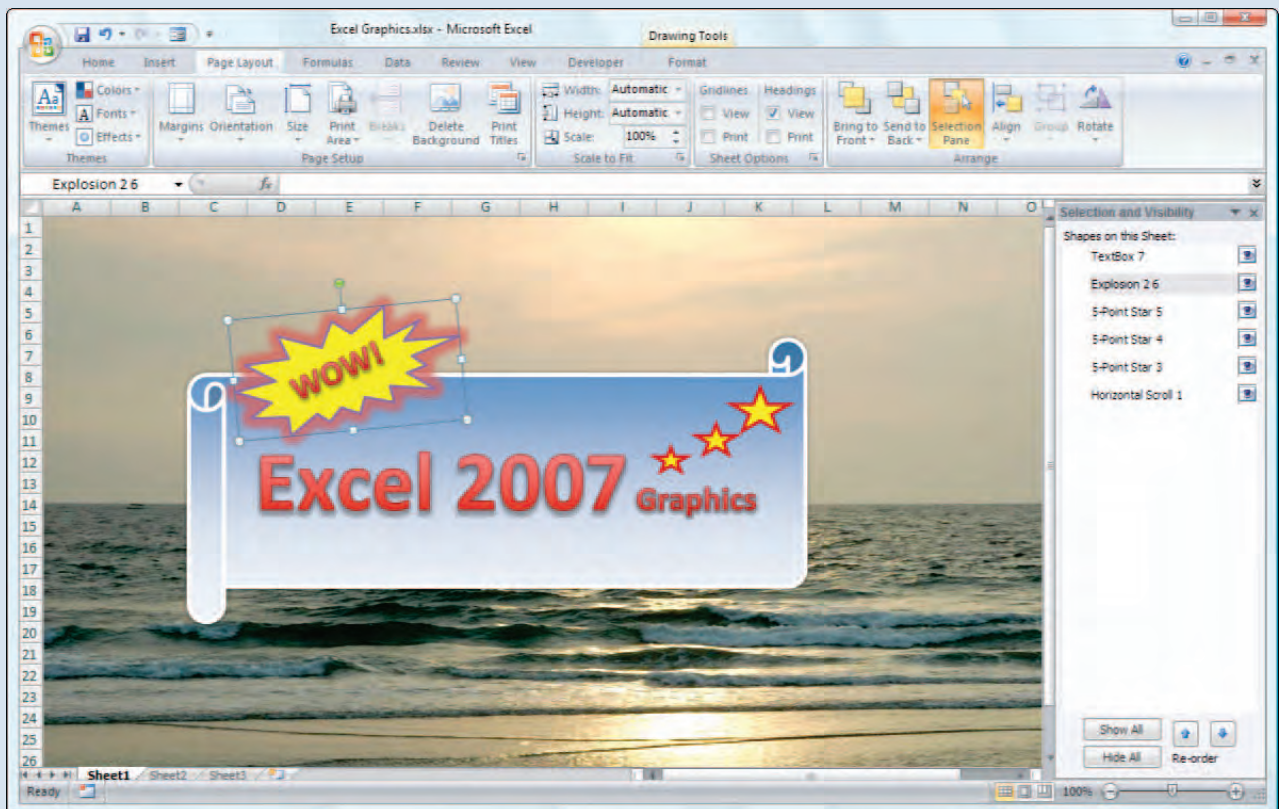 Excel Graphics.xlsx - Microsoft Excel
Drawing Tools
Home Insert Page Layout Formulas Data Review View Developer Format
Aa Themes
Colors
A Fonts
Effects
Themes
Margins Orientation Size Print Area Breaks Delete Background Print Titles
Page Setup
Width: Automatic
Height: Automatic
Scale: 100%
Scale to Fit
Gridlines Headings
View View
Print Print
Sheet Options
Bring to Front Send to Back Selection Pane Align Group Rotate
Arrange
Explosion 2 6 fx
A B C D E F G H I J K L M N O
1
2
3
4
5
6
7
8
9
10
11
12
13
14
15
16
17
18
19
20
21
22
23
24
25
26
WOW!
Excel 2007 Graphics
Selection and Visibility
Shapes on this Sheet:
TextBox 7
Explosion 2 6
5-Point Star 5
5-Point Star 4
5-Point Star 3
Horizontal Scroll 1
Show All
Hide All Re-order
Sheet1 Sheet2 Sheet3
Ready 100%